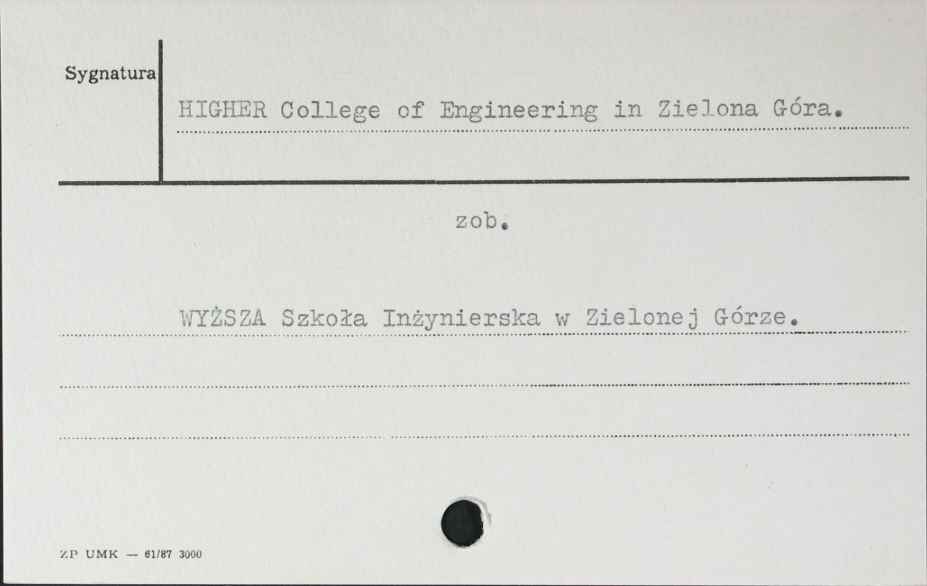 Sygnatura
HIGHER College of Engineering in Zielona Góra.
zob.
WYŻSZA Szkoła Inżynierska w Zielonej Górze.
ZP UMK — 61/87 3000